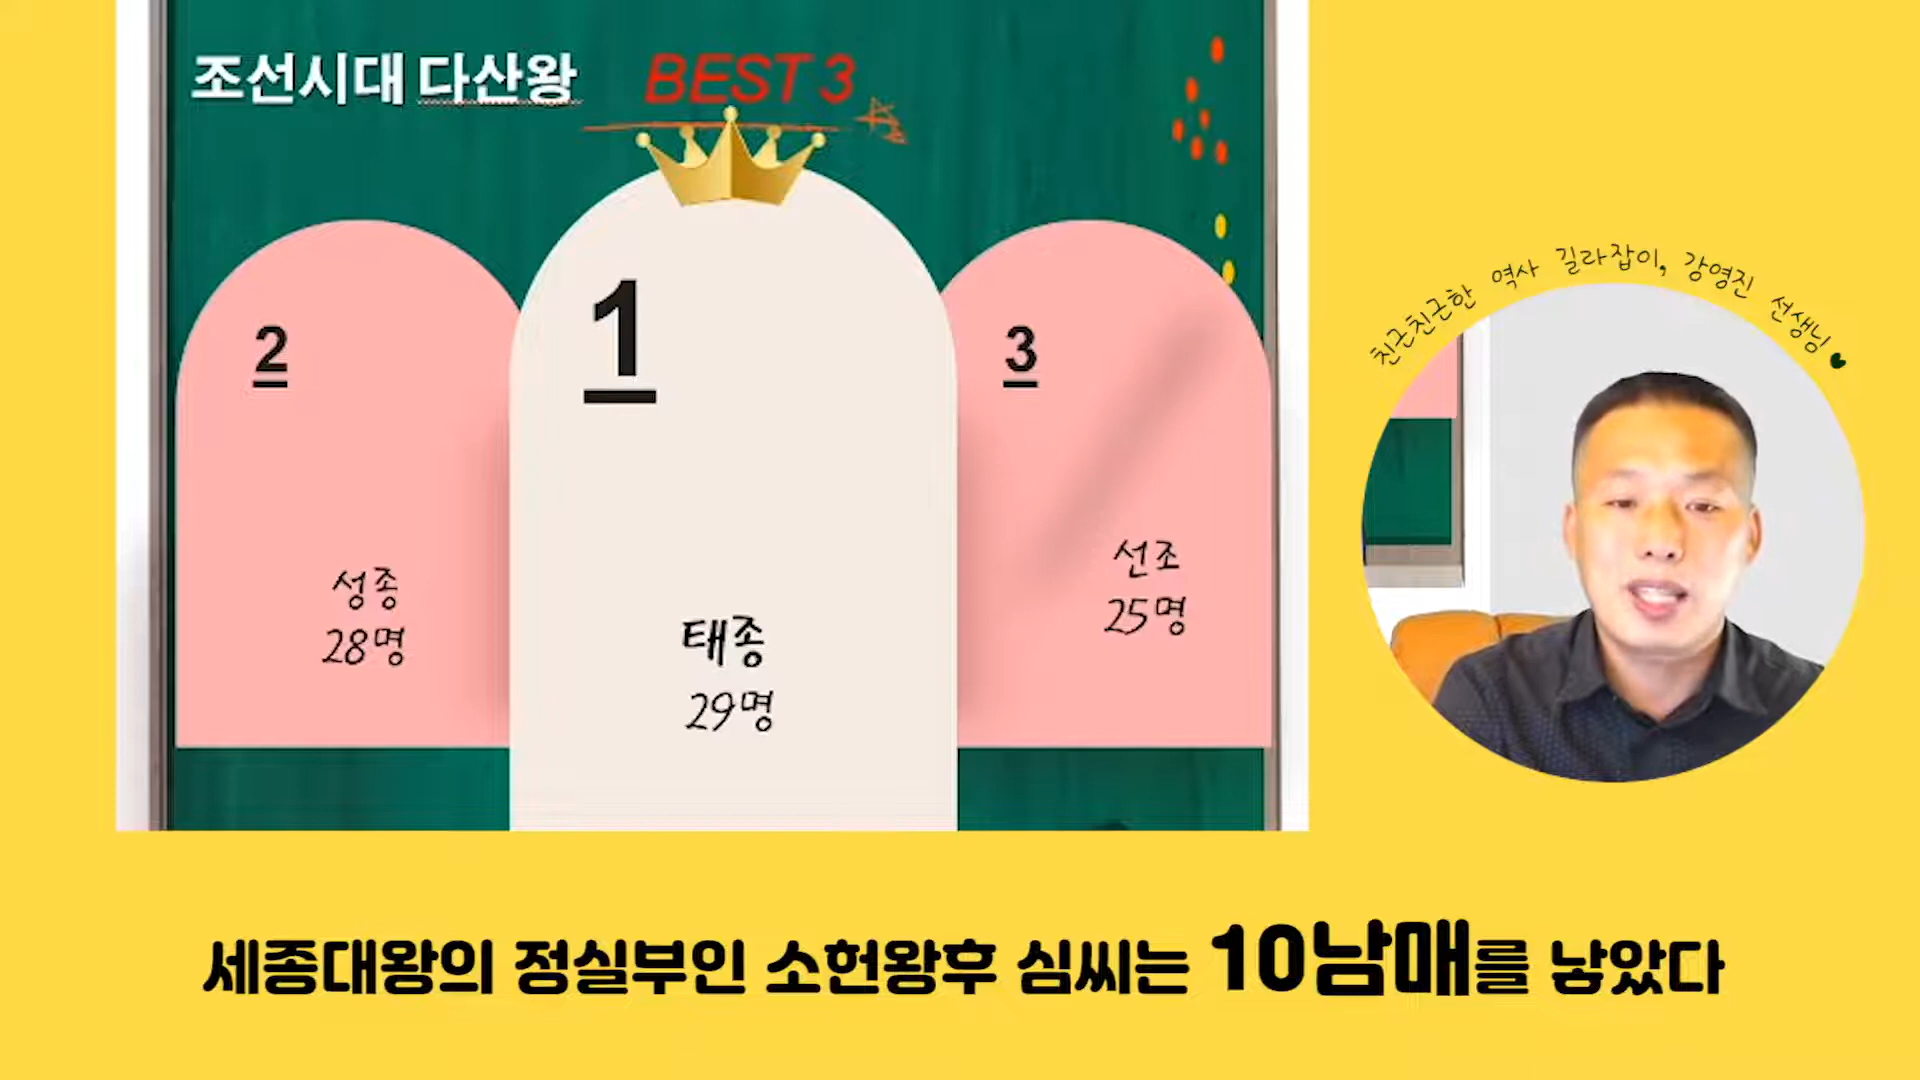 조선시대 다산왕 BEST 3
2
1
3
성종
28명
태종
29명
선조
25명
친근친근한 역사 길라잡이, 강영진 선생님
세종대왕의 정실부인 소헌왕후 심씨는 10남매를 낳았다